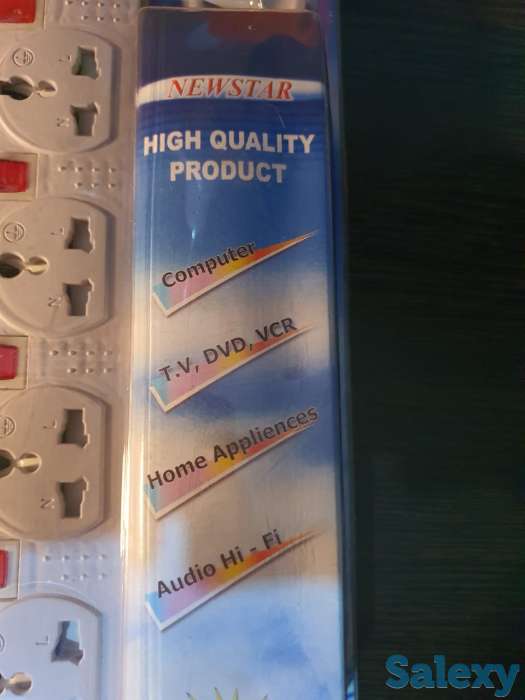 NEWSTAR
HIGH QUALITY
PRODUCT
Computer
T.V, DVD, VCR
Home Appliences
Audio Hi - Fi
L
N
L
N
L
N
L
Salexy